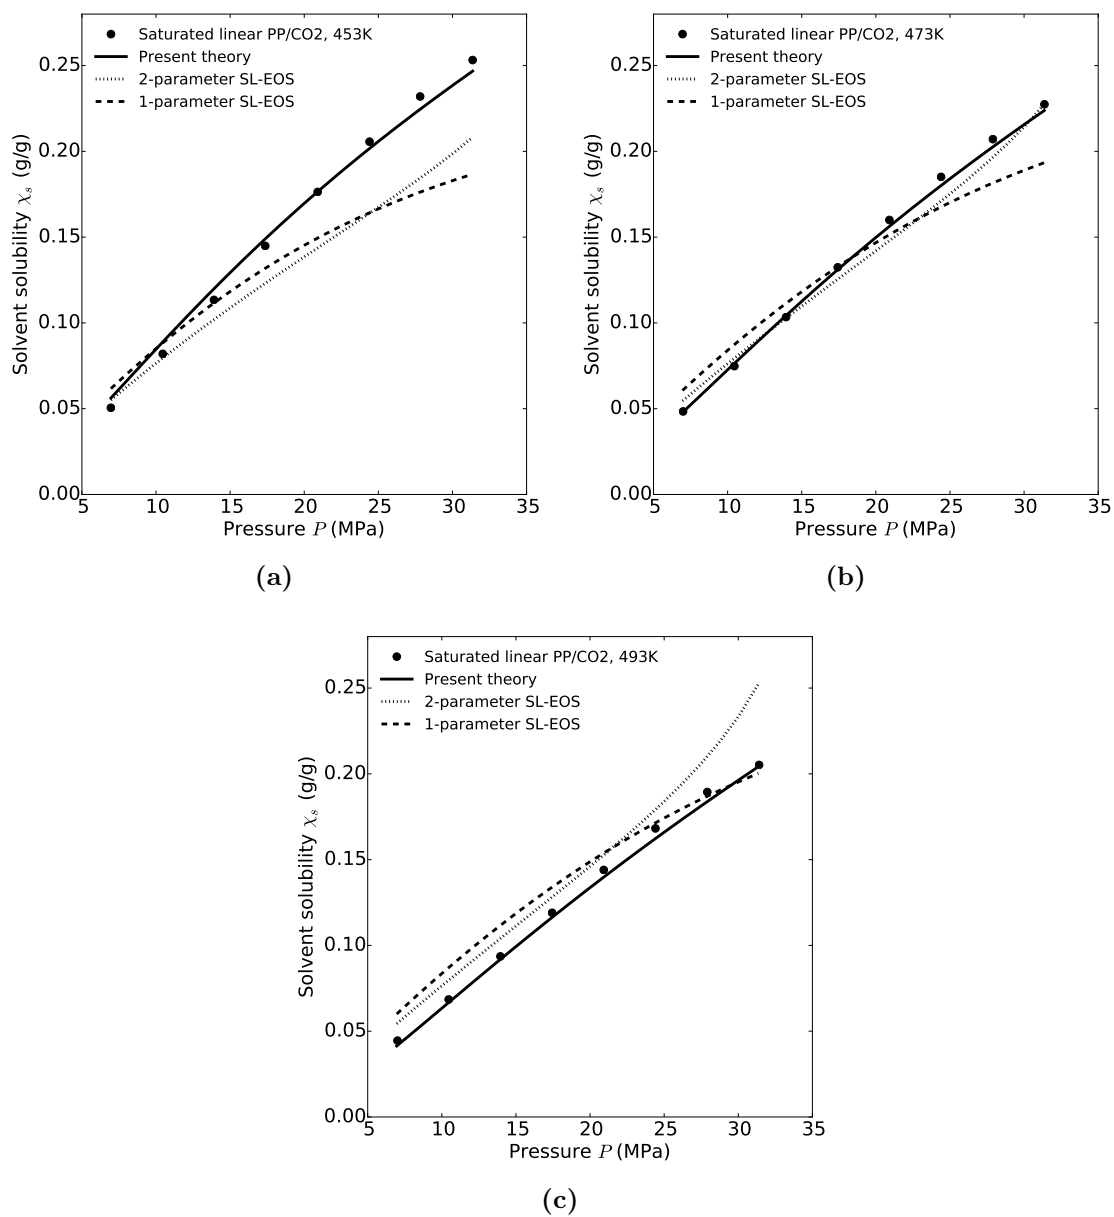 Saturated linear PP/CO2, 453K
Present theory
2-parameter SL-EOS
1-parameter SL-EOS
0.25
0.20
0.15
0.10
0.05
0.00
Solvent solubility χs (g/g)
5 10 15 20 25 30 35
Pressure P (MPa)
(a)
Saturated linear PP/CO2, 473K
Present theory
2-parameter SL-EOS
1-parameter SL-EOS
0.25
0.20
0.15
0.10
0.05
0.00
Solvent solubility χs (g/g)
5 10 15 20 25 30 35
Pressure P (MPa)
(b)
Saturated linear PP/CO2, 493K
Present theory
2-parameter SL-EOS
1-parameter SL-EOS
0.25
0.20
0.15
0.10
0.05
0.00
Solvent solubility χs (g/g)
5 10 15 20 25 30 35
Pressure P (MPa)
(c)